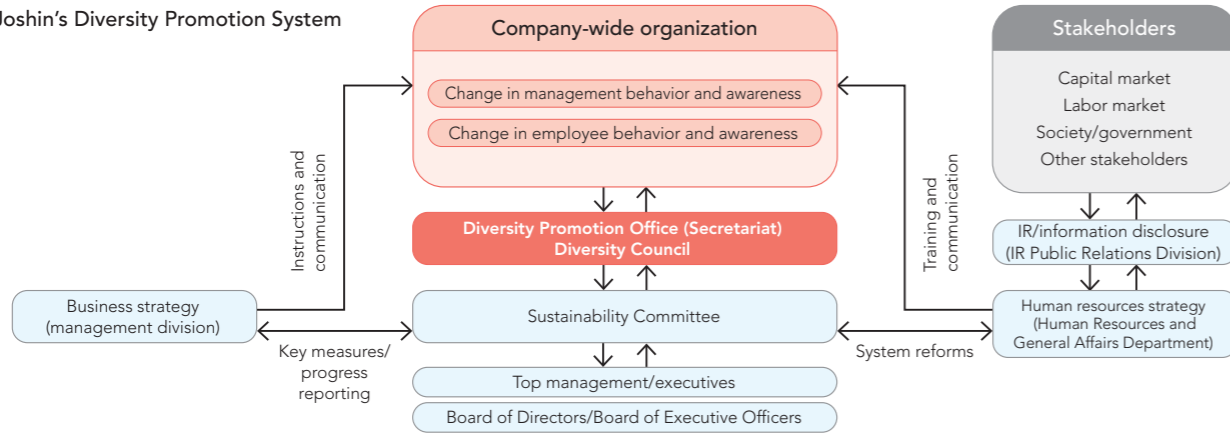 Joshin's Diversity Promotion System
Company-wide organization
Change in management behavior and awareness
Change in employee behavior and awareness
Stakeholders
Capital market
Labor market
Society/government
Other stakeholders
Instructions and
communication
Training and
communication
Diversity Promotion Office (Secretariat)
Diversity Council
IR/information disclosure
(IR Public Relations Division)
Business strategy
(management division)
Sustainability Committee
Human resources strategy
(Human Resources and
General Affairs Department)
Key measures/
progress
reporting
System reforms
Top management/executives
Board of Directors/Board of Executive Officers